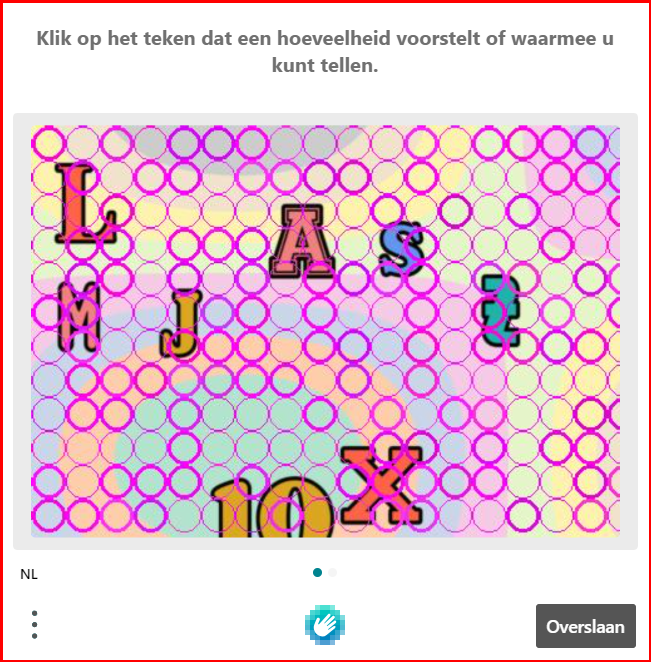 Klik op het teken dat een hoeveelheid voorstelt of waarmee u
kunt tellen.
L
A
S
M
J
Z
X
10
NL
Overslaan